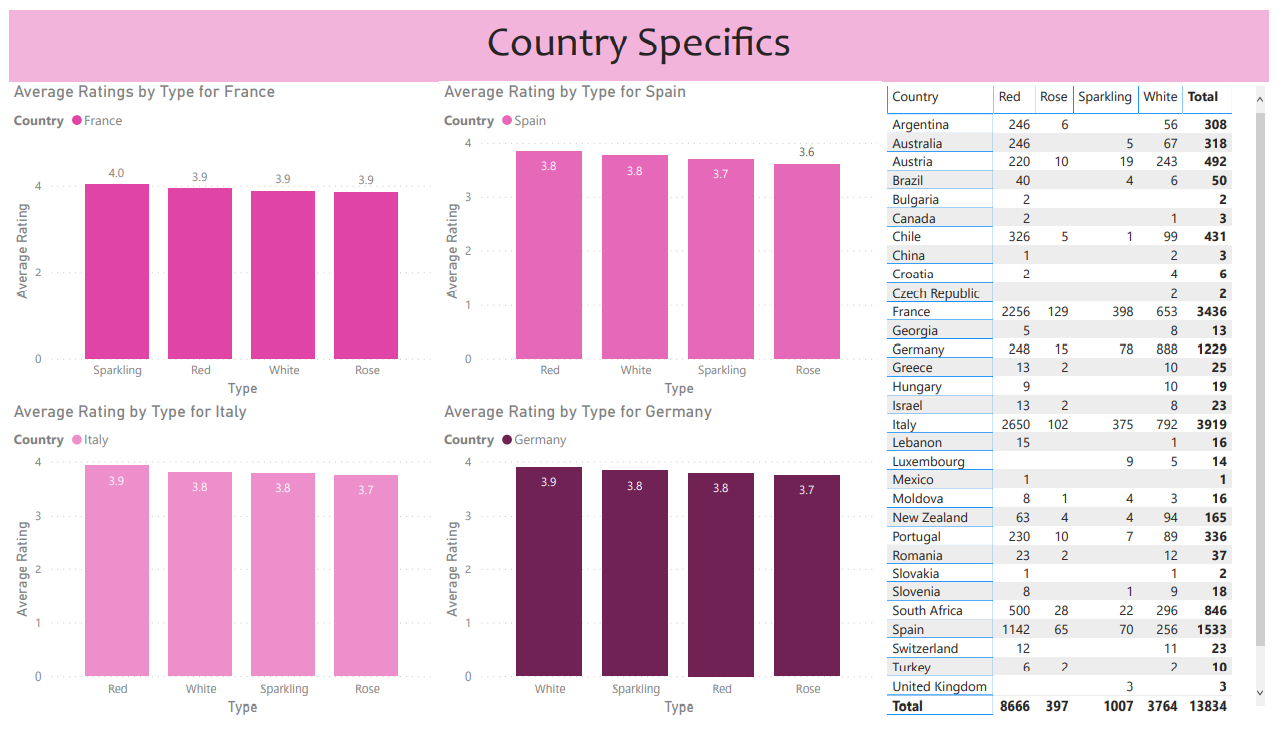 Country Specifics
Average Ratings by Type for France
Country France
4.0
3.9
3.9
3.9
4
2
0
Average Rating
Sparkling Red White Rose
Type
Average Rating by Type for Spain
Country Spain
4
3
2
1
0
Average Rating
3.8
3.8
3.7
3.6
Red White Sparkling Rose
Type
Average Rating by Type for Italy
Country Italy
4
3
2
1
0
Average Rating
3.9
3.8
3.8
3.7
Red White Sparkling Rose
Type
Average Rating by Type for Germany
Country Germany
4
3
2
1
0
Average Rating
3.9
3.8
3.8
3.7
White Sparkling Red Rose
Type
Country Red Rose Sparkling White Total
Argentina 246 6 56 308
Australia 246 5 67 318
Austria 220 10 19 243 492
Brazil 40 4 6 50
Bulgaria 2 2
Canada 2 1 3
Chile 326 5 1 99 431
China 1 2 3
Croatia 2 4 6
Czech Republic 2 2
France 2256 129 398 653 3436
Georgia 5 8 13
Germany 248 15 78 888 1229
Greece 13 2 10 25
Hungary 9 10 19
Israel 13 2 8 23
Italy 2650 102 375 792 3919
Lebanon 15 1 16
Luxembourg 9 5 14
Mexico 1 1
Moldova 8 1 4 3 16
New Zealand 63 4 4 94 165
Portugal 230 10 7 89 336
Romania 23 2 12 37
Slovakia 1 1 2
Slovenia 8 1 9 18
South Africa 500 28 22 296 846
Spain 1142 65 70 256 1533
Switzerland 12 11 23
Turkey 6 2 2 10
United Kingdom 3 3
Total 8666 397 1007 3764 13834